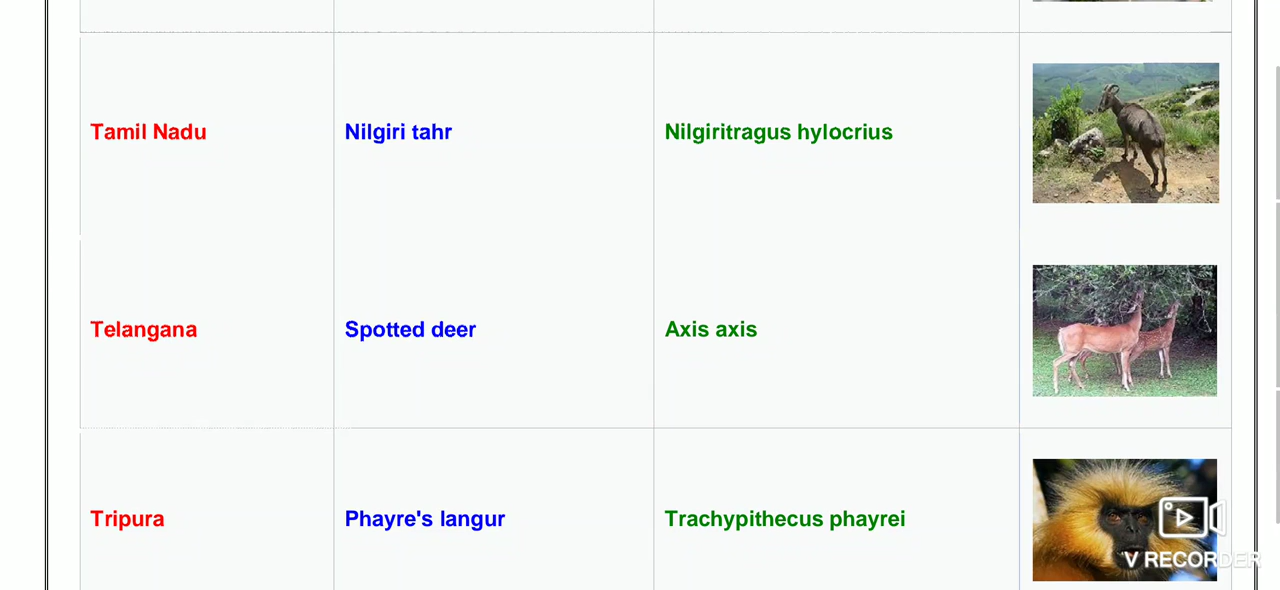 Tamil Nadu Nilgiri tahr Nilgiritragus hylocrius
Telangana Spotted deer Axis axis
Tripura Phayre's langur Trachypithecus phayrei
V RECORDER